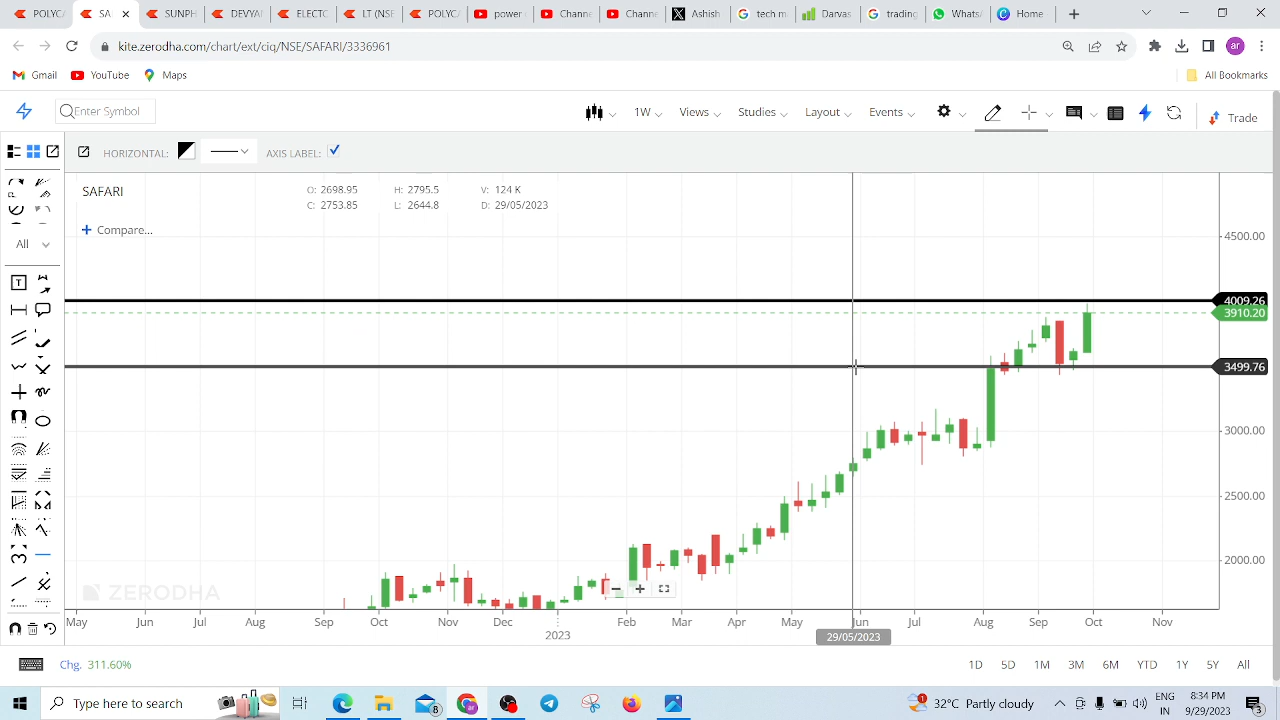 POLYC
SA
SUNPH
DEVYA
ELECTC
LT (NSE
POLYC
power
Chane
Channe
Ashish
tecnm
Darva
trading
Whats
Home
kite.zerodha.com/chart/ext/ciq/NSE/SAFARI/3336961
ar
Gmail
YouTube
Maps
All Bookmarks
Enter Symbol
1W
Views
Studies
Layout
Events
Trade
HORIZONTAL:
AXIS LABEL:
SAFARI
O: 2698.95
H: 2795.5
V: 124 K
C: 2753.85
L: 2644.8
D: 29/05/2023
Compare...
All
T
4500.00
4009.26
3910.20
3499.76
3000.00
2500.00
2000.00
ZERODHA
May
Jun
Jul
Aug
Sep
Oct
Nov
Dec
2023
Feb
Mar
Apr
May
Jun
Jul
Aug
Sep
Oct
Nov
29/05/2023
Chg. 311.60%
1D
5D
1M
3M
6M
YTD
1Y
5Y
All
Type here to search
8
32°C Partly cloudy
ENG
IN
8:34 PM
9/29/2023
3